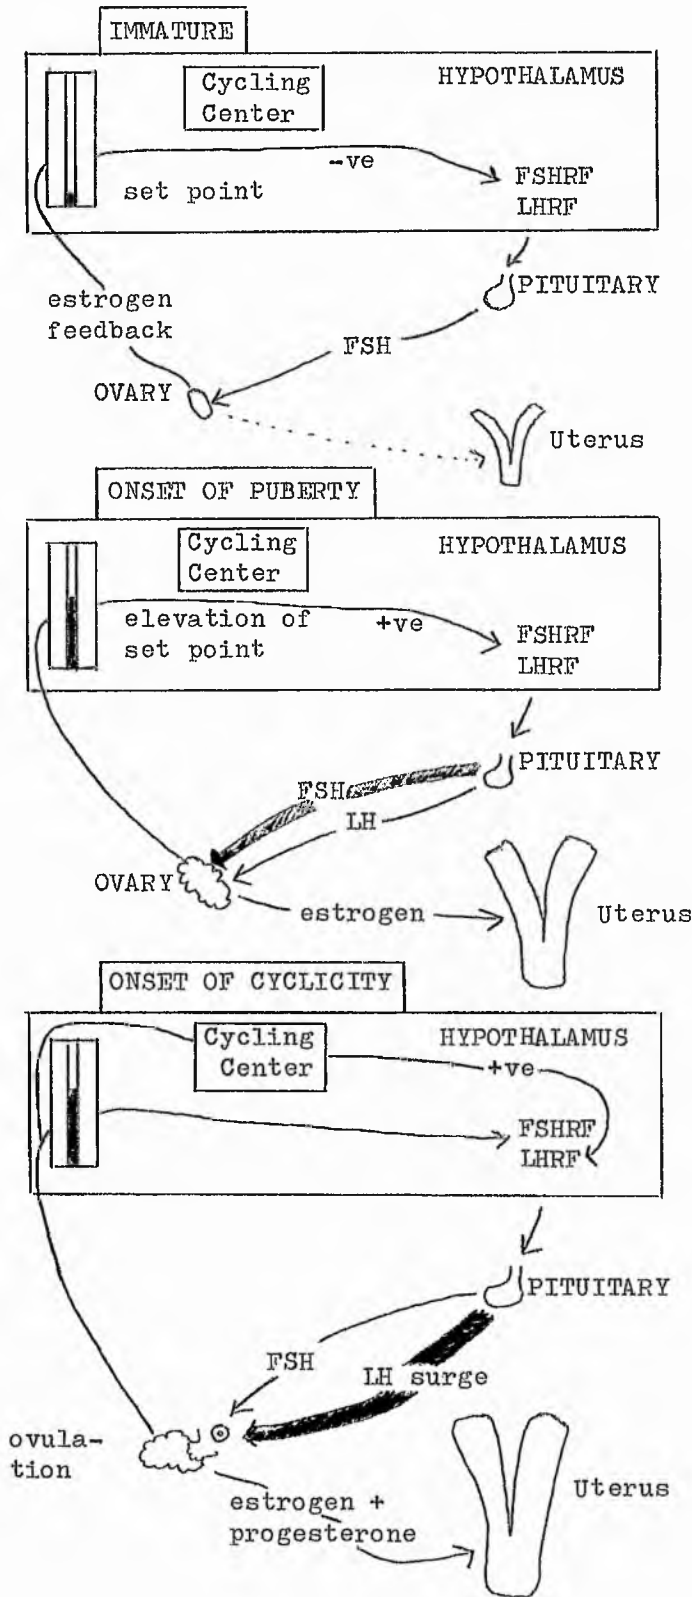 IMMATURE
Cycling
Center
HYPOTHALAMUS
-ve
set point
FSHRF
LHRF
estrogen
feedback
PITUITARY
FSH
OVARY
Uterus
ONSET OF PUBERTY
Cycling
Center
HYPOTHALAMUS
elevation of
set point
+ve
FSHRF
LHRF
PITUITARY
FSH
LH
OVARY
estrogen
Uterus
ONSET OF CYCLICITY
Cycling
Center
HYPOTHALAMUS
+ve
FSHRF
LHRF
PITUITARY
FSH
LH surge
ovula-
tion
Uterus
estrogen +
progesterone